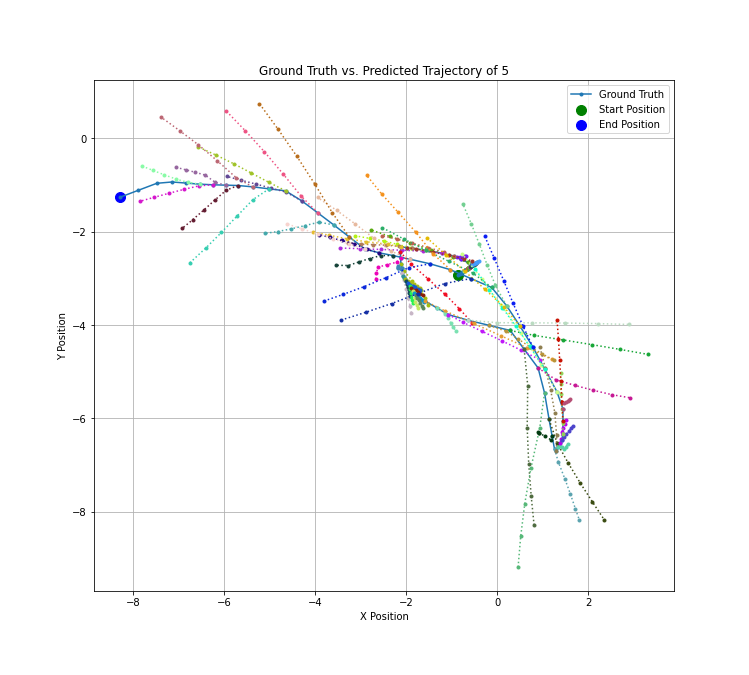 Ground Truth vs. Predicted Trajectory of 5
Ground Truth
Start Position
End Position
0
−2
−4
−6
−8
Y Position
−8
−6
−4
−2
0
2
X Position